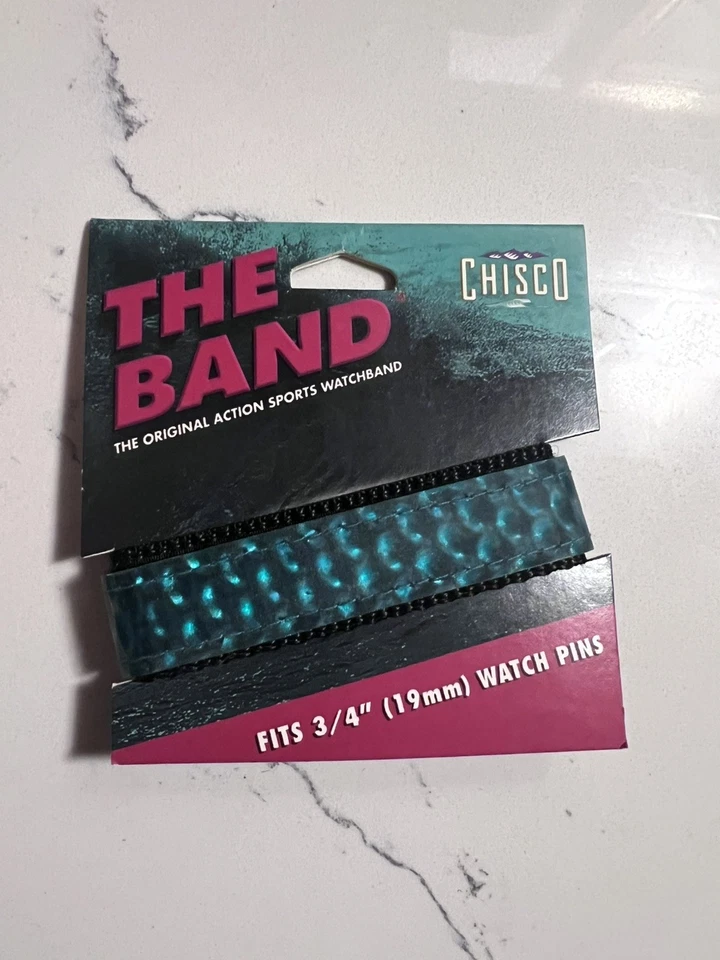 THE
BAND
THE ORIGINAL ACTION SPORTS WATCHBAND
CHISCO
FITS 3/4" (19mm) WATCH PINS